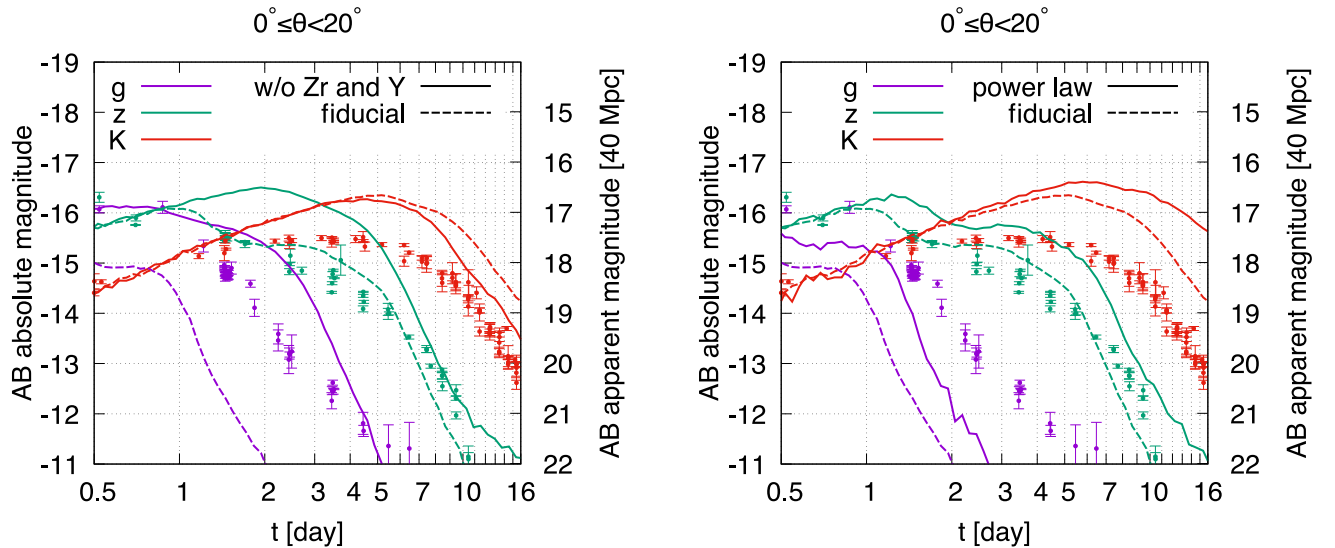 0°≤θ<20°
-19
-18
-17
-16
-15
-14
-13
-12
-11
AB absolute magnitude
g
z
K
w/o Zr and Y
fiducial
15
16
17
18
19
20
21
22
AB apparent magnitude [40 Mpc]
0.5 1 2 3 4 5 7 10 16
t [day]
0°≤θ<20°
-19
-18
-17
-16
-15
-14
-13
-12
-11
AB absolute magnitude
g
z
K
power law
fiducial
15
16
17
18
19
20
21
22
AB apparent magnitude [40 Mpc]
0.5 1 2 3 4 5 7 10 16
t [day]